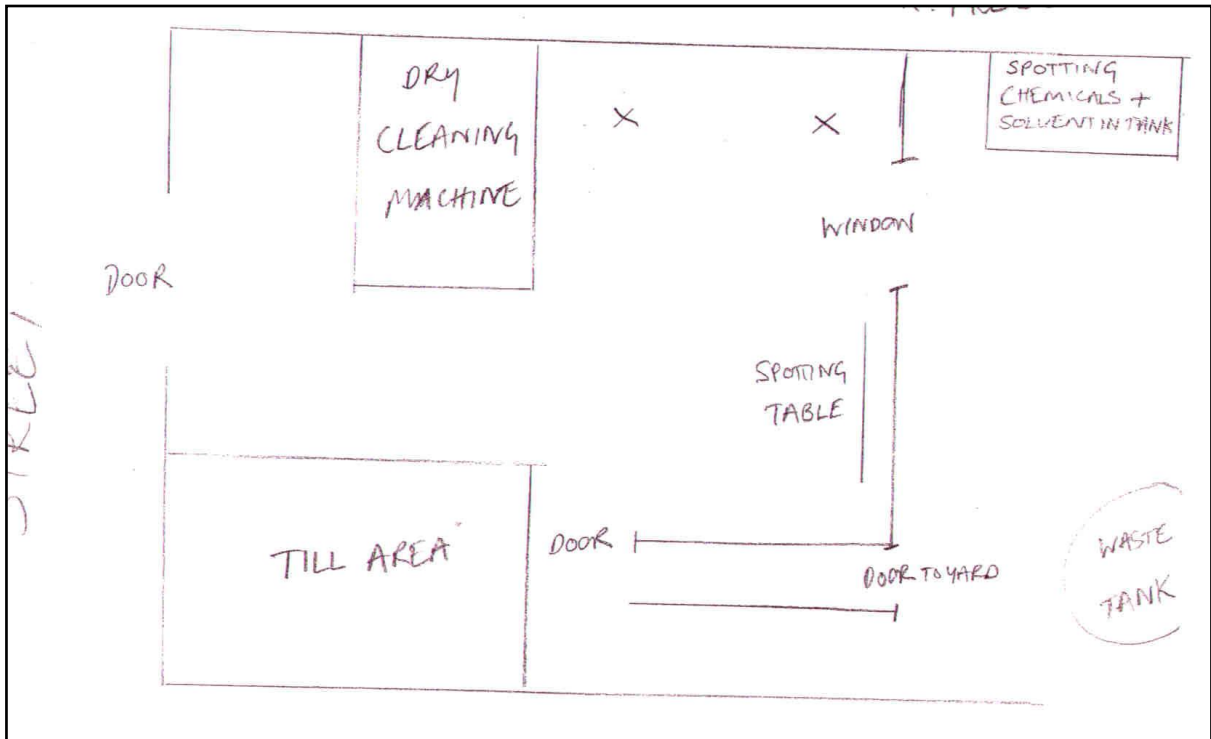 DRY
CLEANING
MACHINE
X
X
SPOTTING
CHEMICALS +
SOLVENT IN TANK
WINDOW
DOOR
STREET
SPOTTING
TABLE
TILL AREA
DOOR
DOOR TO YARD
WASTE
TANK